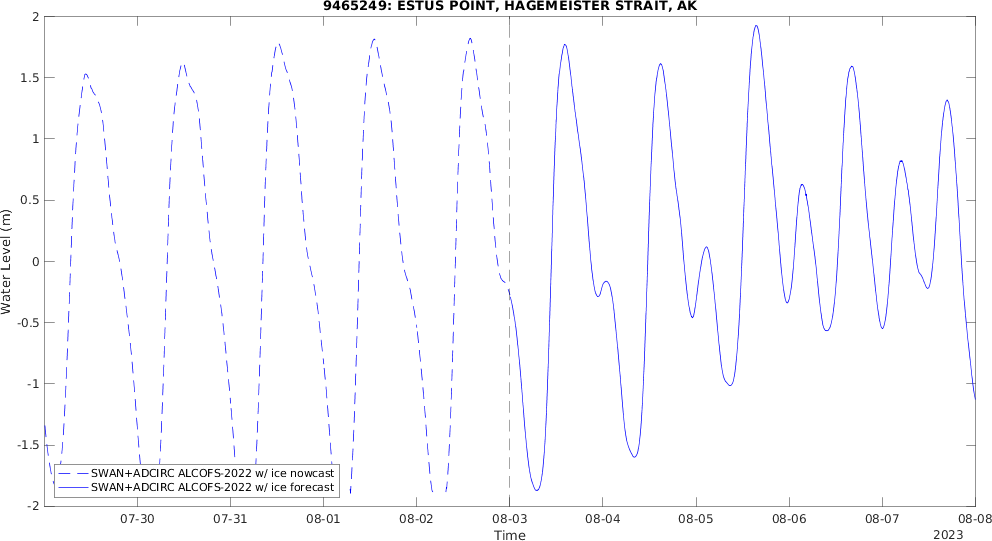 9465249: ESTUS POINT, HAGEMEISTER STRAIT, AK
2
1.5
1
0.5
0
-0.5
-1
-1.5
-2
Water Level (m)
SWAN+ADCIRC ALCOFS-2022 w/ ice nowcast
SWAN+ADCIRC ALCOFS-2022 w/ ice forecast
07-30 07-31 08-01 08-02 08-03 08-04 08-05 08-06 08-07 08-08
Time
2023